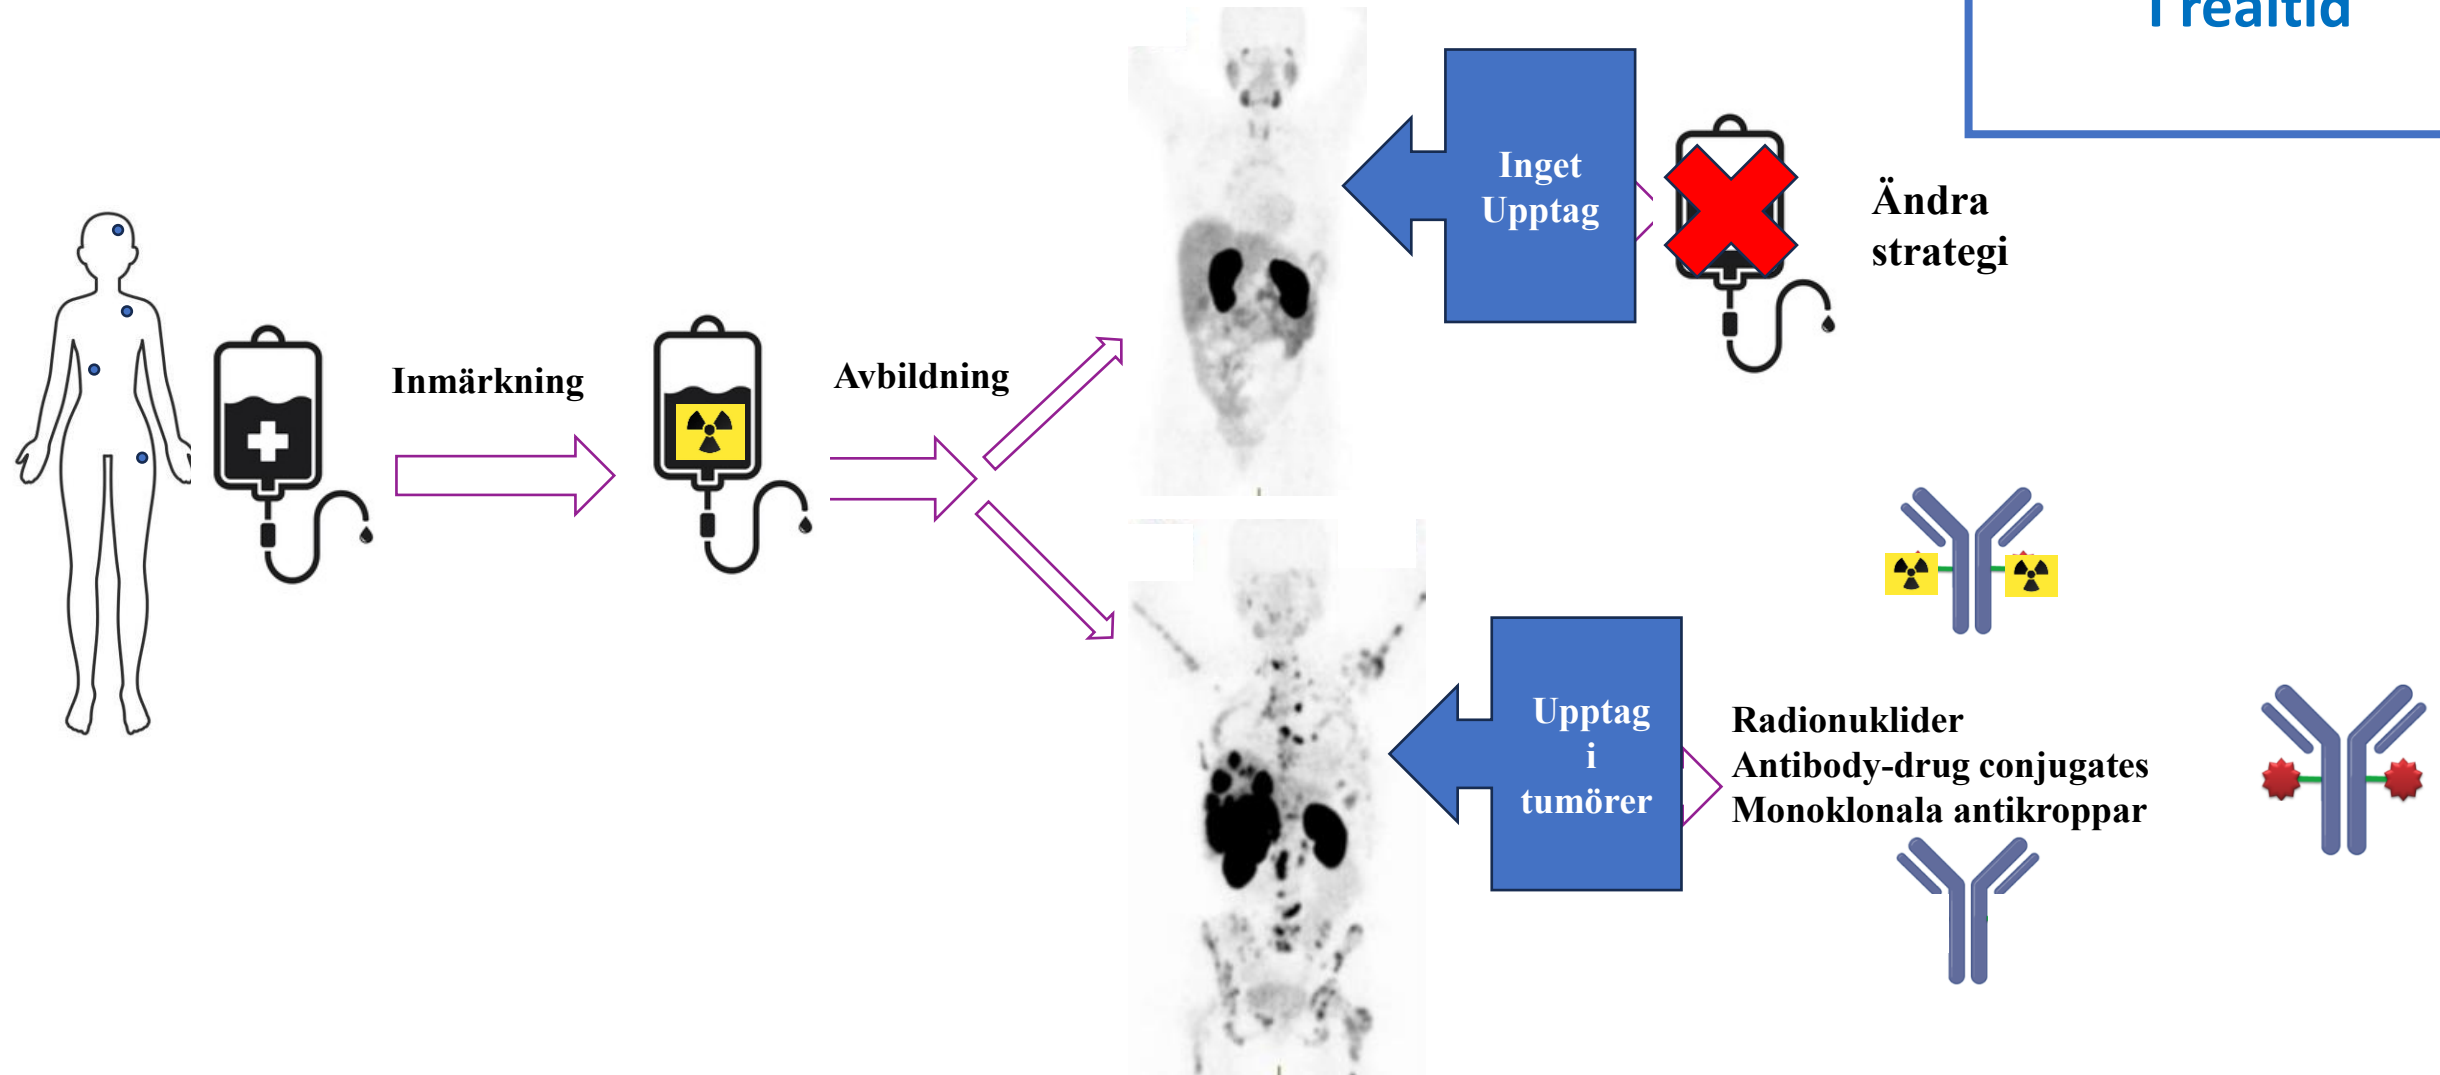 I realtid
Inget
Upptag
Ändra
strategi
Inmärkning
Avbildning
Upptag
i
tumörer
Radionuklider
Antibody-drug conjugates
Monoklonala antikroppar